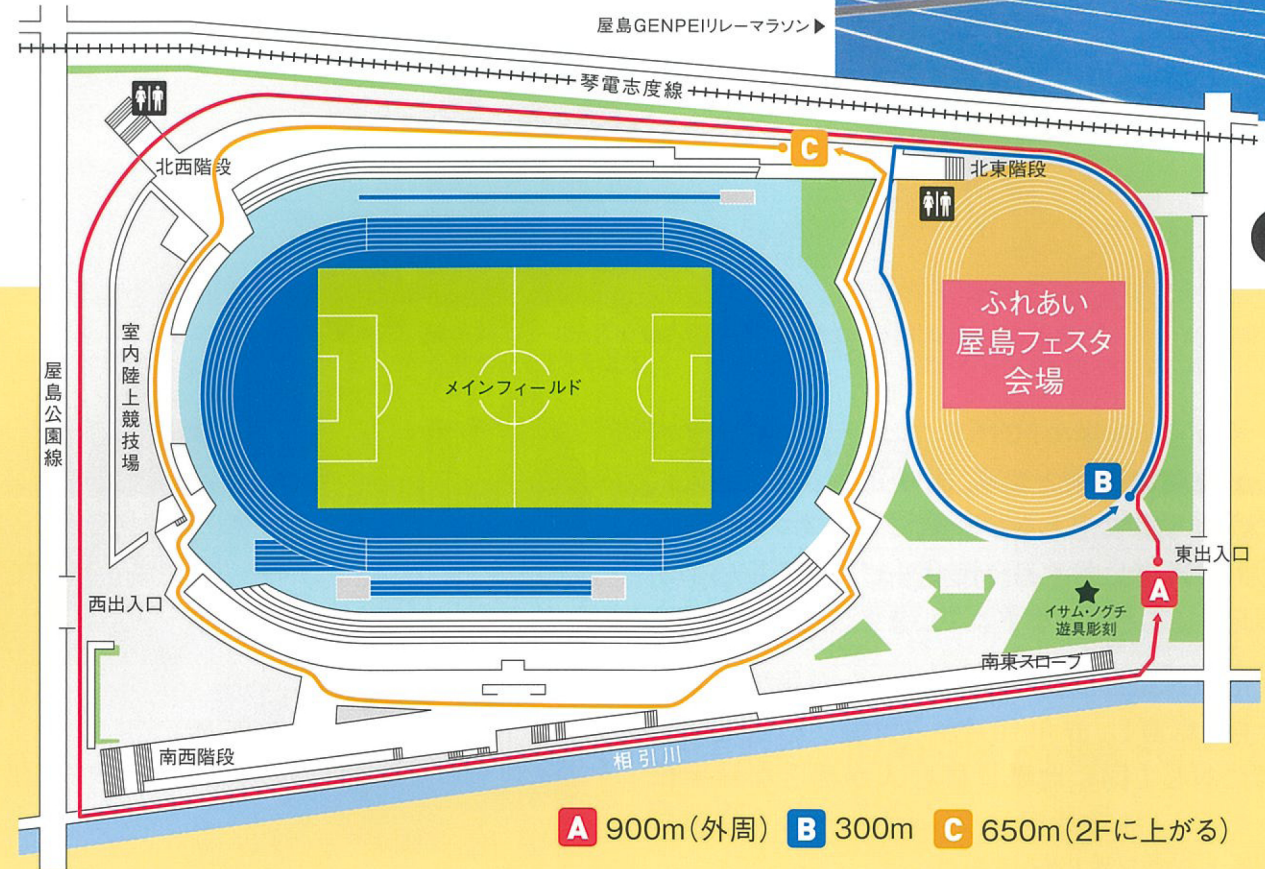 屋島GENPEIリレーマラソン▶
琴電志度線
C
北西階段
北東階段
ふれあい
屋島フェスタ
会場
室内陸上競技場
屋島公園線
メインフィールド
B
東出入口
A
西出入口
★
イサム・ノグチ
遊具彫刻
南東スロープ
南西階段
相引川
A 900m(外周) B 300m C 650m(2Fに上がる)